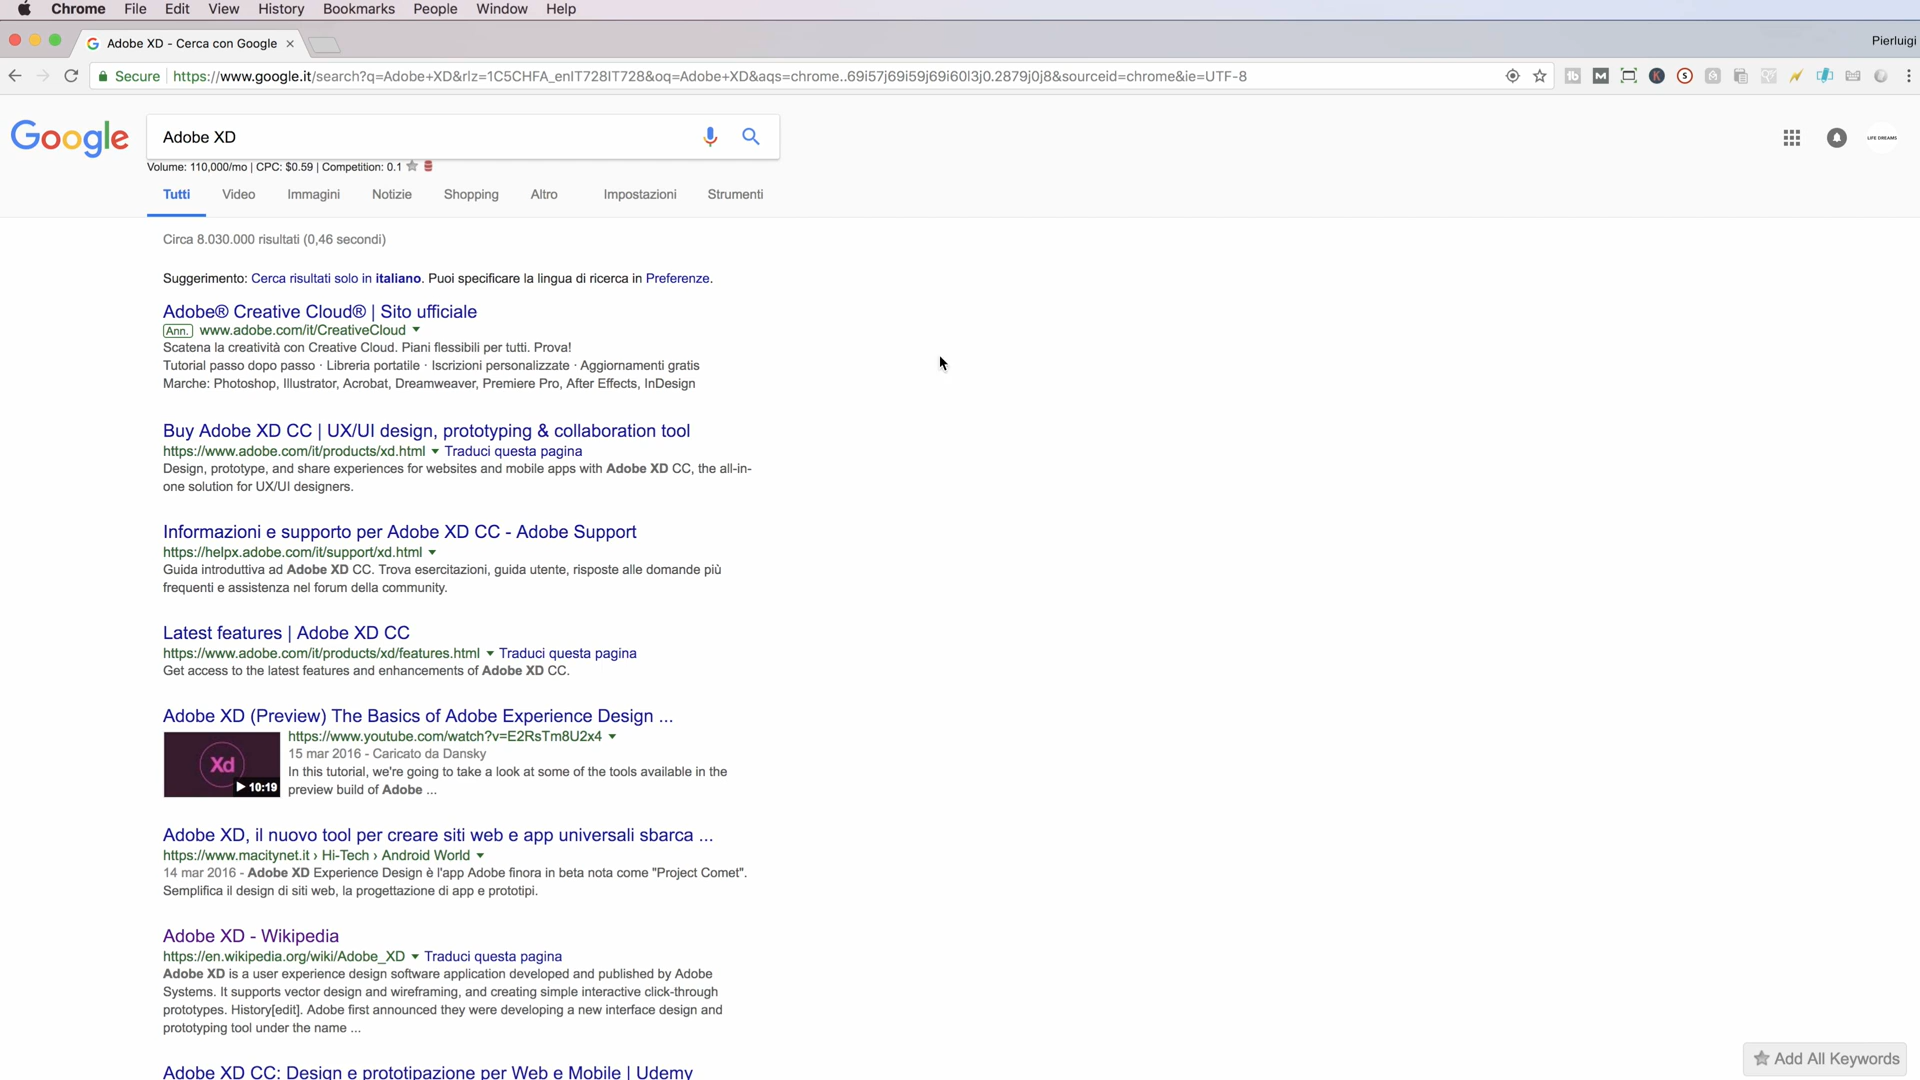 Chrome File Edit View History Bookmarks People Window Help
Adobe XD - Cerca con Google
Pierluigi
Secure https://www.google.it/search?q=Adobe+XD&rlz=1C5CHFA_enIT728IT728&oq=Adobe+XD&aqs=chrome..69i57j69i59j69i60l3j0.2879j0j8&sourceid=chrome&ie=UTF-8
Google
Adobe XD
LIFE DREAMS
Volume: 110,000/mo | CPC: $0.59 | Competition: 0.1
Tutti Video Immagini Notizie Shopping Altro Impostazioni Strumenti
Circa 8.030.000 risultati (0,46 secondi)
Suggerimento: Cerca risultati solo in italiano. Puoi specificare la lingua di ricerca in Preferenze.
Adobe® Creative Cloud® | Sito ufficiale
Ann. www.adobe.com/it/CreativeCloud
Scatena la creatività con Creative Cloud. Piani flessibili per tutti. Prova!
Tutorial passo dopo passo · Libreria portatile · Iscrizioni personalizzate · Aggiornamenti gratis
Marche: Photoshop, Illustrator, Acrobat, Dreamweaver, Premiere Pro, After Effects, InDesign
Buy Adobe XD CC | UX/UI design, prototyping & collaboration tool
https://www.adobe.com/it/products/xd.html Traduci questa pagina
Design, prototype, and share experiences for websites and mobile apps with Adobe XD CC, the all-in-
one solution for UX/UI designers.
Informazioni e supporto per Adobe XD CC - Adobe Support
https://helpx.adobe.com/it/support/xd.html
Guida introduttiva ad Adobe XD CC. Trova esercitazioni, guida utente, risposte alle domande più
frequenti e assistenza nel forum della community.
Latest features | Adobe XD CC
https://www.adobe.com/it/products/xd/features.html Traduci questa pagina
Get access to the latest features and enhancements of Adobe XD CC.
Adobe XD (Preview) The Basics of Adobe Experience Design ...
Xd
10:19
https://www.youtube.com/watch?v=E2RsTm8U2x4
15 mar 2016 - Caricato da Dansky
In this tutorial, we're going to take a look at some of the tools available in the
preview build of Adobe ...
Adobe XD, il nuovo tool per creare siti web e app universali sbarca ...
https://www.macitynet.it › Hi-Tech › Android World
14 mar 2016 - Adobe XD Experience Design è l'app Adobe finora in beta nota come "Project Comet".
Semplifica il design di siti web, la progettazione di app e prototipi.
Adobe XD - Wikipedia
https://en.wikipedia.org/wiki/Adobe_XD Traduci questa pagina
Adobe XD is a user experience design software application developed and published by Adobe
Systems. It supports vector design and wireframing, and creating simple interactive click-through
prototypes. History[edit]. Adobe first announced they were developing a new interface design and
prototyping tool under the name ...
Adobe XD CC: Design e prototipazione per Web e Mobile | Udemy
Add All Keywords